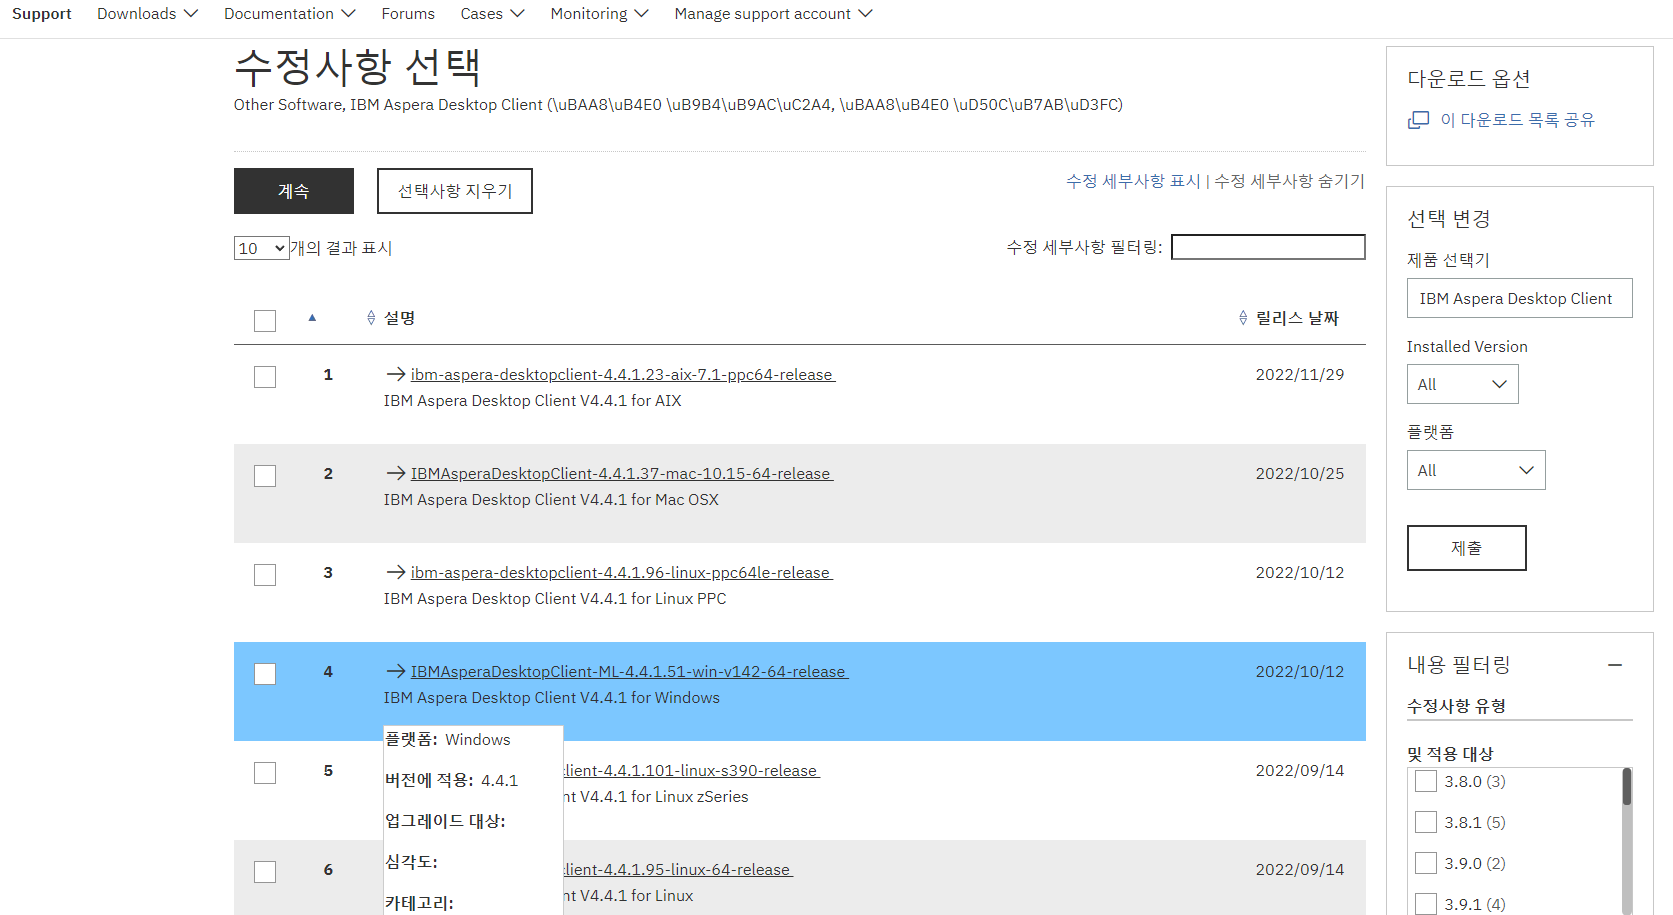 Support Downloads Documentation Forums Cases Monitoring Manage support account
수정사항 선택
Other Software, IBM Aspera Desktop Client (\uBAA8\uB4E0 \uB9B4\uB9AC\uC2A4, \uBAA8\uB4E0 \uD50C\uB7AB\uD3FC)
계속 선택사항 지우기
수정 세부사항 표시 | 수정 세부사항 숨기기
10 개의 결과 표시
수정 세부사항 필터링:
설명 릴리스 날짜
1 ibm-aspera-desktopclient-4.4.1.23-aix-7.1-ppc64-release 2022/11/29
IBM Aspera Desktop Client V4.4.1 for AIX
2 IBMAsperaDesktopClient-4.4.1.37-mac-10.15-64-release 2022/10/25
IBM Aspera Desktop Client V4.4.1 for Mac OSX
3 ibm-aspera-desktopclient-4.4.1.96-linux-ppc64le-release 2022/10/12
IBM Aspera Desktop Client V4.4.1 for Linux PPC
4 IBMAsperaDesktopClient-ML-4.4.1.51-win-v142-64-release 2022/10/12
IBM Aspera Desktop Client V4.4.1 for Windows
플랫폼: Windows
버전에 적용: 4.4.1
업그레이드 대상:
심각도:
카테고리:
5 client-4.4.1.101-linux-s390-release 2022/09/14
nt V4.4.1 for Linux zSeries
6 client-4.4.1.95-linux-64-release 2022/09/14
nt V4.4.1 for Linux
다운로드 옵션
이 다운로드 목록 공유
선택 변경
제품 선택기
IBM Aspera Desktop Client
Installed Version
All
플랫폼
All
제출
내용 필터링
수정사항 유형
및 적용 대상
3.8.0 (3)
3.8.1 (5)
3.9.0 (2)
3.9.1 (4)